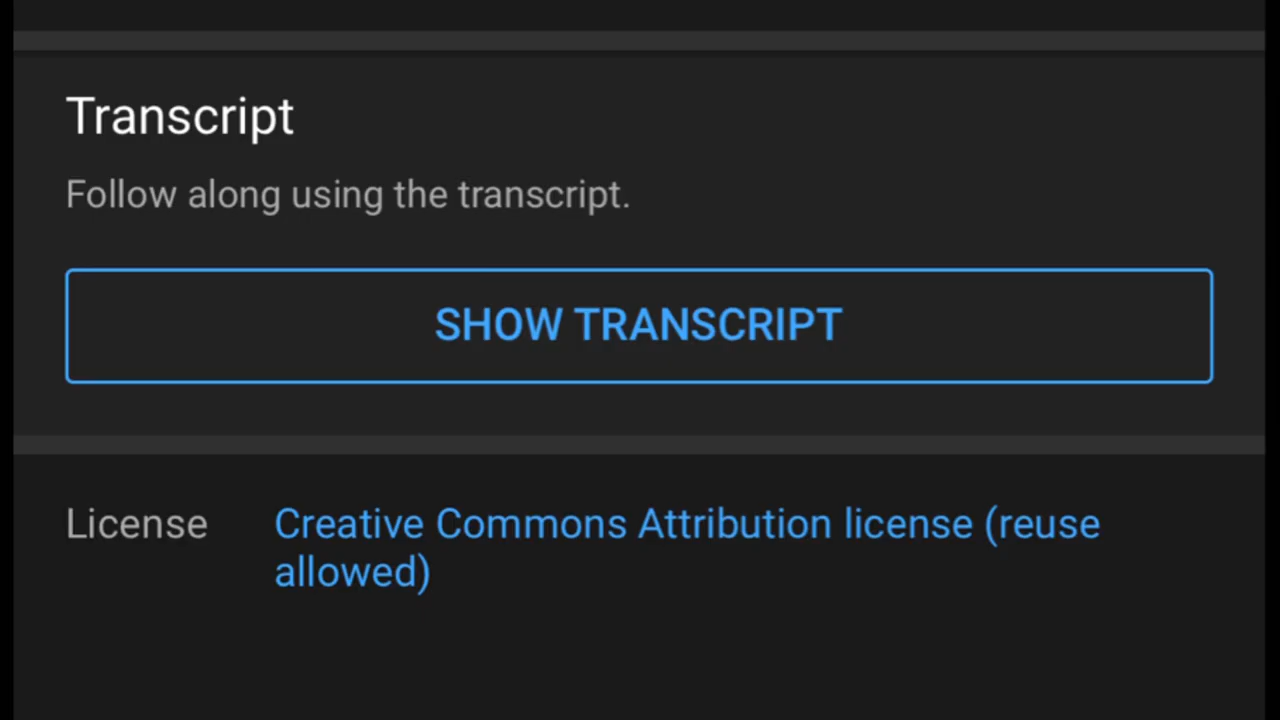 Transcript
Follow along using the transcript.
SHOW TRANSCRIPT
License Creative Commons Attribution license (reuse
allowed)